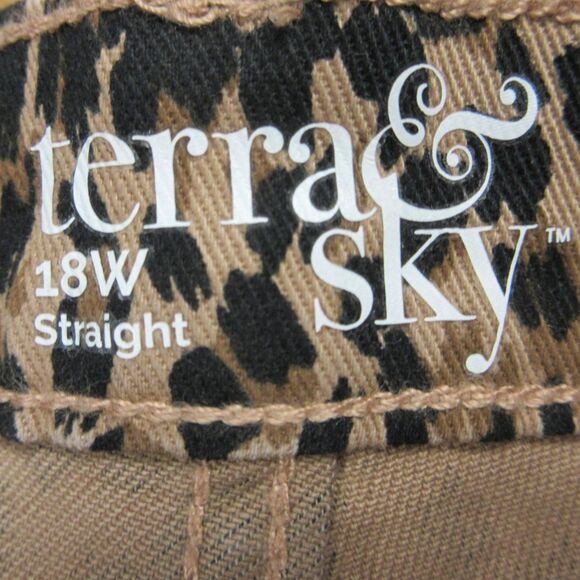 terra &
sky™
18W
Straight